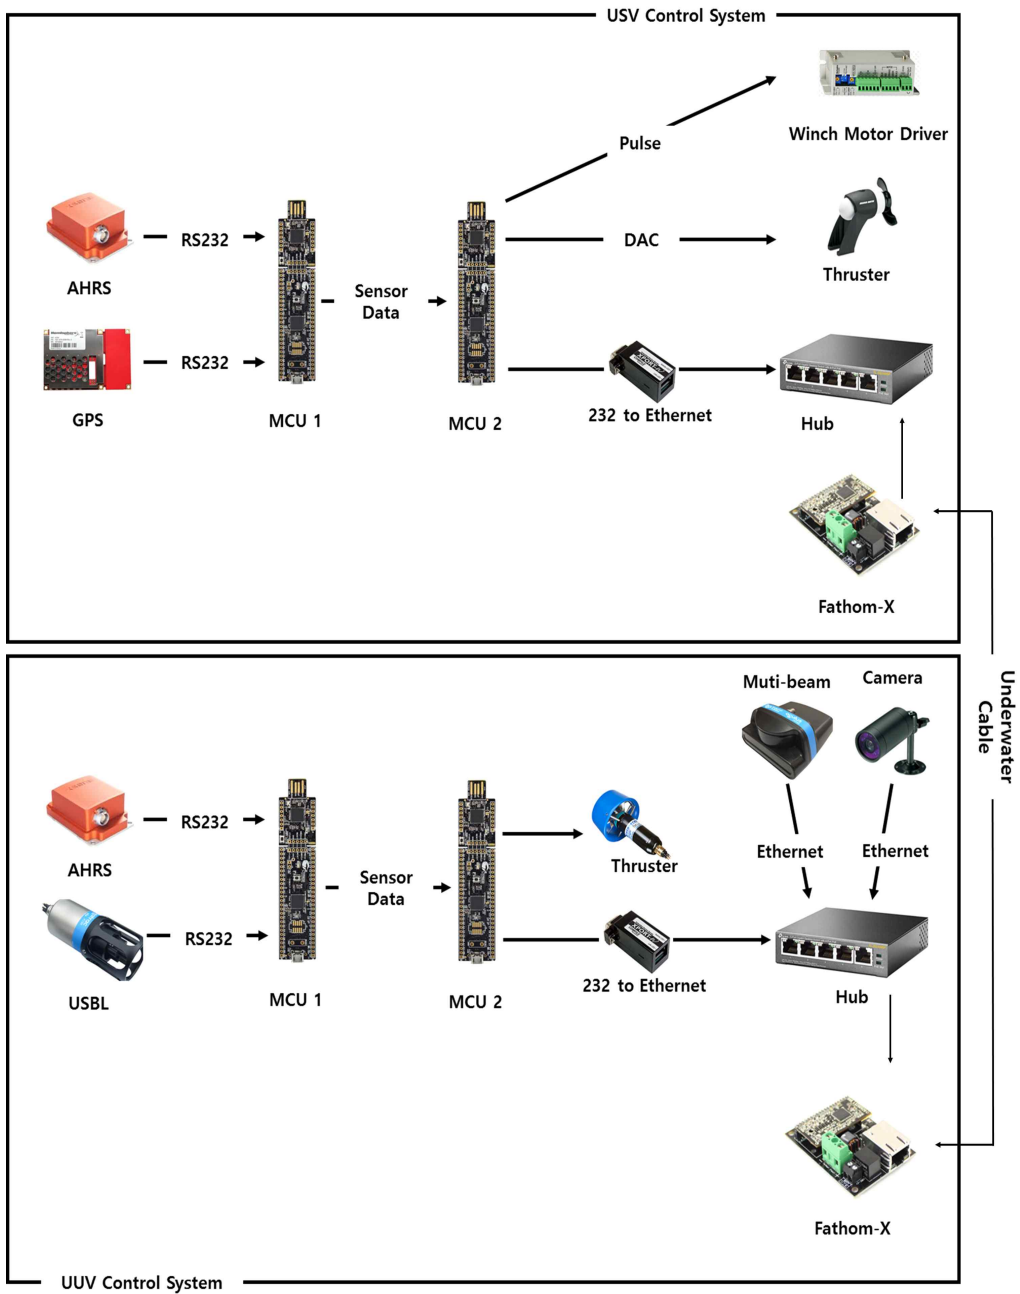 USV Control System
Winch Motor Driver
Pulse
AHRS
RS232
DAC
Thruster
Sensor
Data
GPS
RS232
MCU 1
MCU 2
232 to Ethernet
Hub
Fathom-X
Underwater
Cable
Muti-beam
Camera
AHRS
RS232
Thruster
Ethernet
Ethernet
Sensor
Data
USBL
RS232
MCU 1
MCU 2
232 to Ethernet
Hub
Fathom-X
UUV Control System